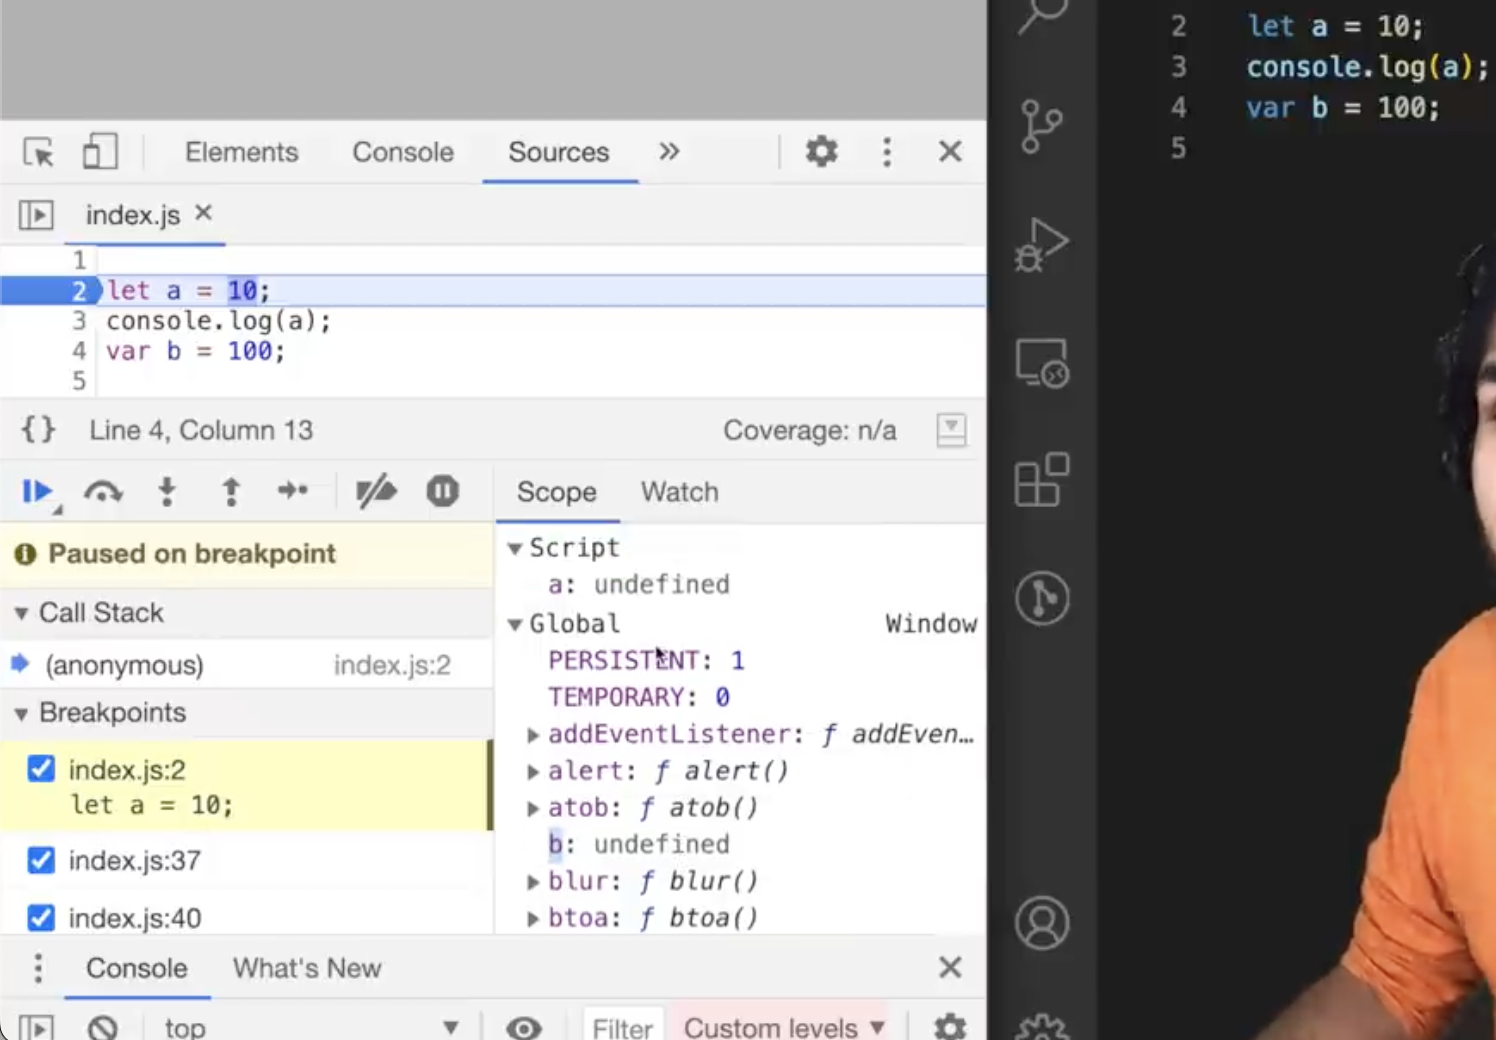 Elements Console Sources »
index.js ×
1
2 let a = 10;
3 console.log(a);
4 var b = 100;
5
{} Line 4, Column 13 Coverage: n/a
Scope Watch
Paused on breakpoint
Call Stack
(anonymous) index.js:2
Breakpoints
index.js:2
let a = 10;
index.js:37
index.js:40
Script
a: undefined
Global Window
PERSISTENT: 1
TEMPORARY: 0
addEventListener: ƒ addEven…
alert: ƒ alert()
atob: ƒ atob()
b: undefined
blur: ƒ blur()
btoa: ƒ btoa()
Console What's New
top Filter Custom levels
2 let a = 10;
3 console.log(a);
4 var b = 100;
5